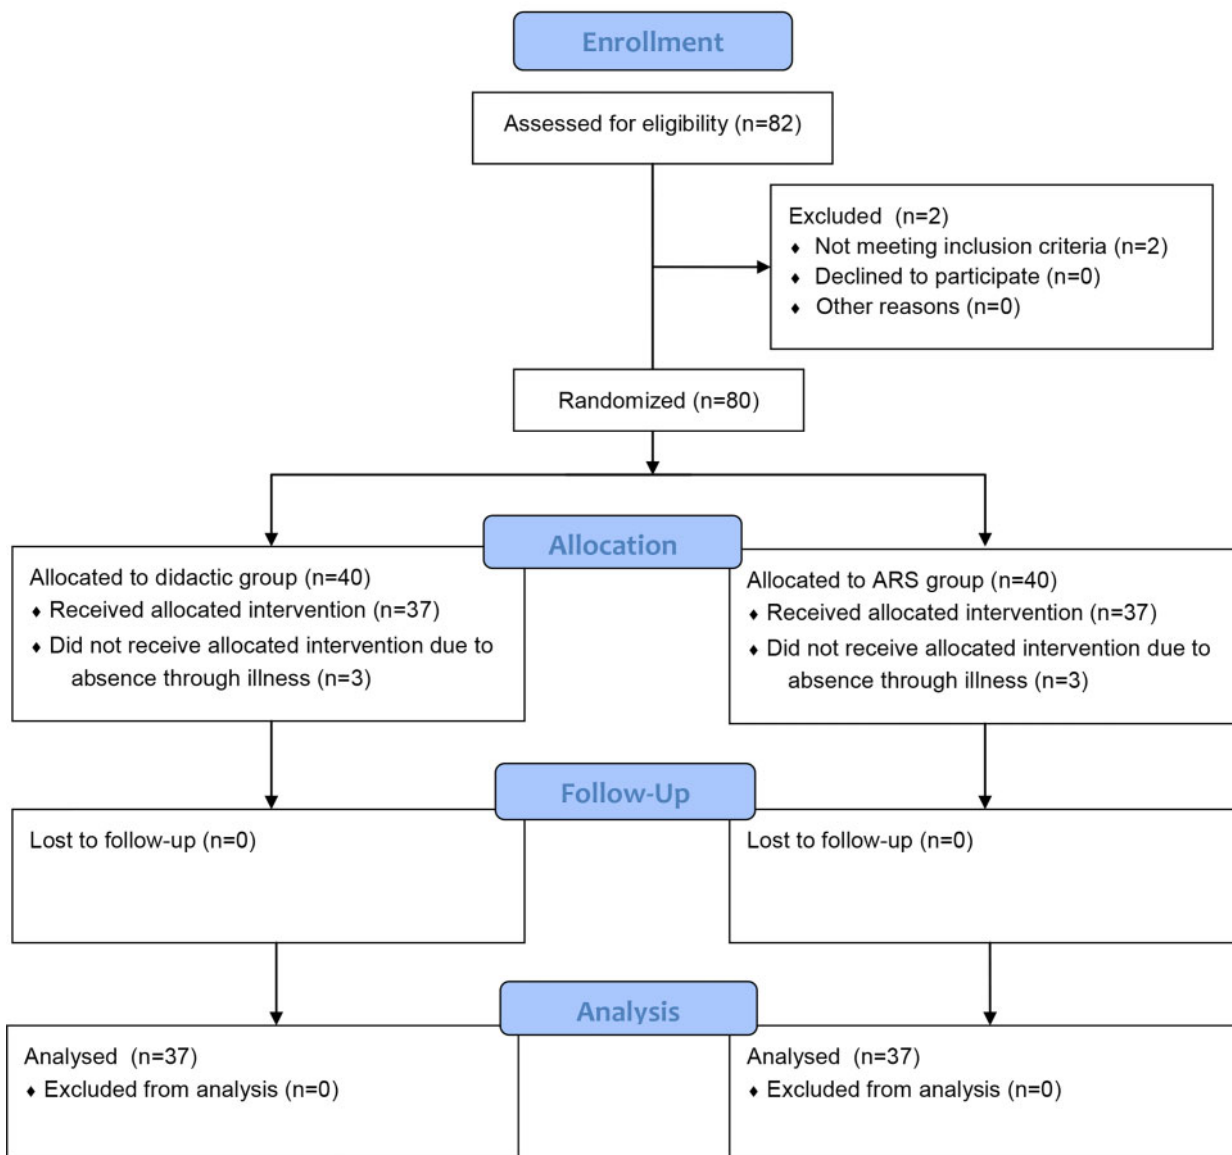 Enrollment
Assessed for eligibility (n=82)
Excluded (n=2)
♦ Not meeting inclusion criteria (n=2)
♦ Declined to participate (n=0)
♦ Other reasons (n=0)
Randomized (n=80)
Allocation
Allocated to didactic group (n=40)
♦ Received allocated intervention (n=37)
♦ Did not receive allocated intervention due to
absence through illness (n=3)
Allocated to ARS group (n=40)
♦ Received allocated intervention (n=37)
♦ Did not receive allocated intervention due to
absence through illness (n=3)
Follow-Up
Lost to follow-up (n=0)
Lost to follow-up (n=0)
Analysis
Analysed (n=37)
♦ Excluded from analysis (n=0)
Analysed (n=37)
♦ Excluded from analysis (n=0)